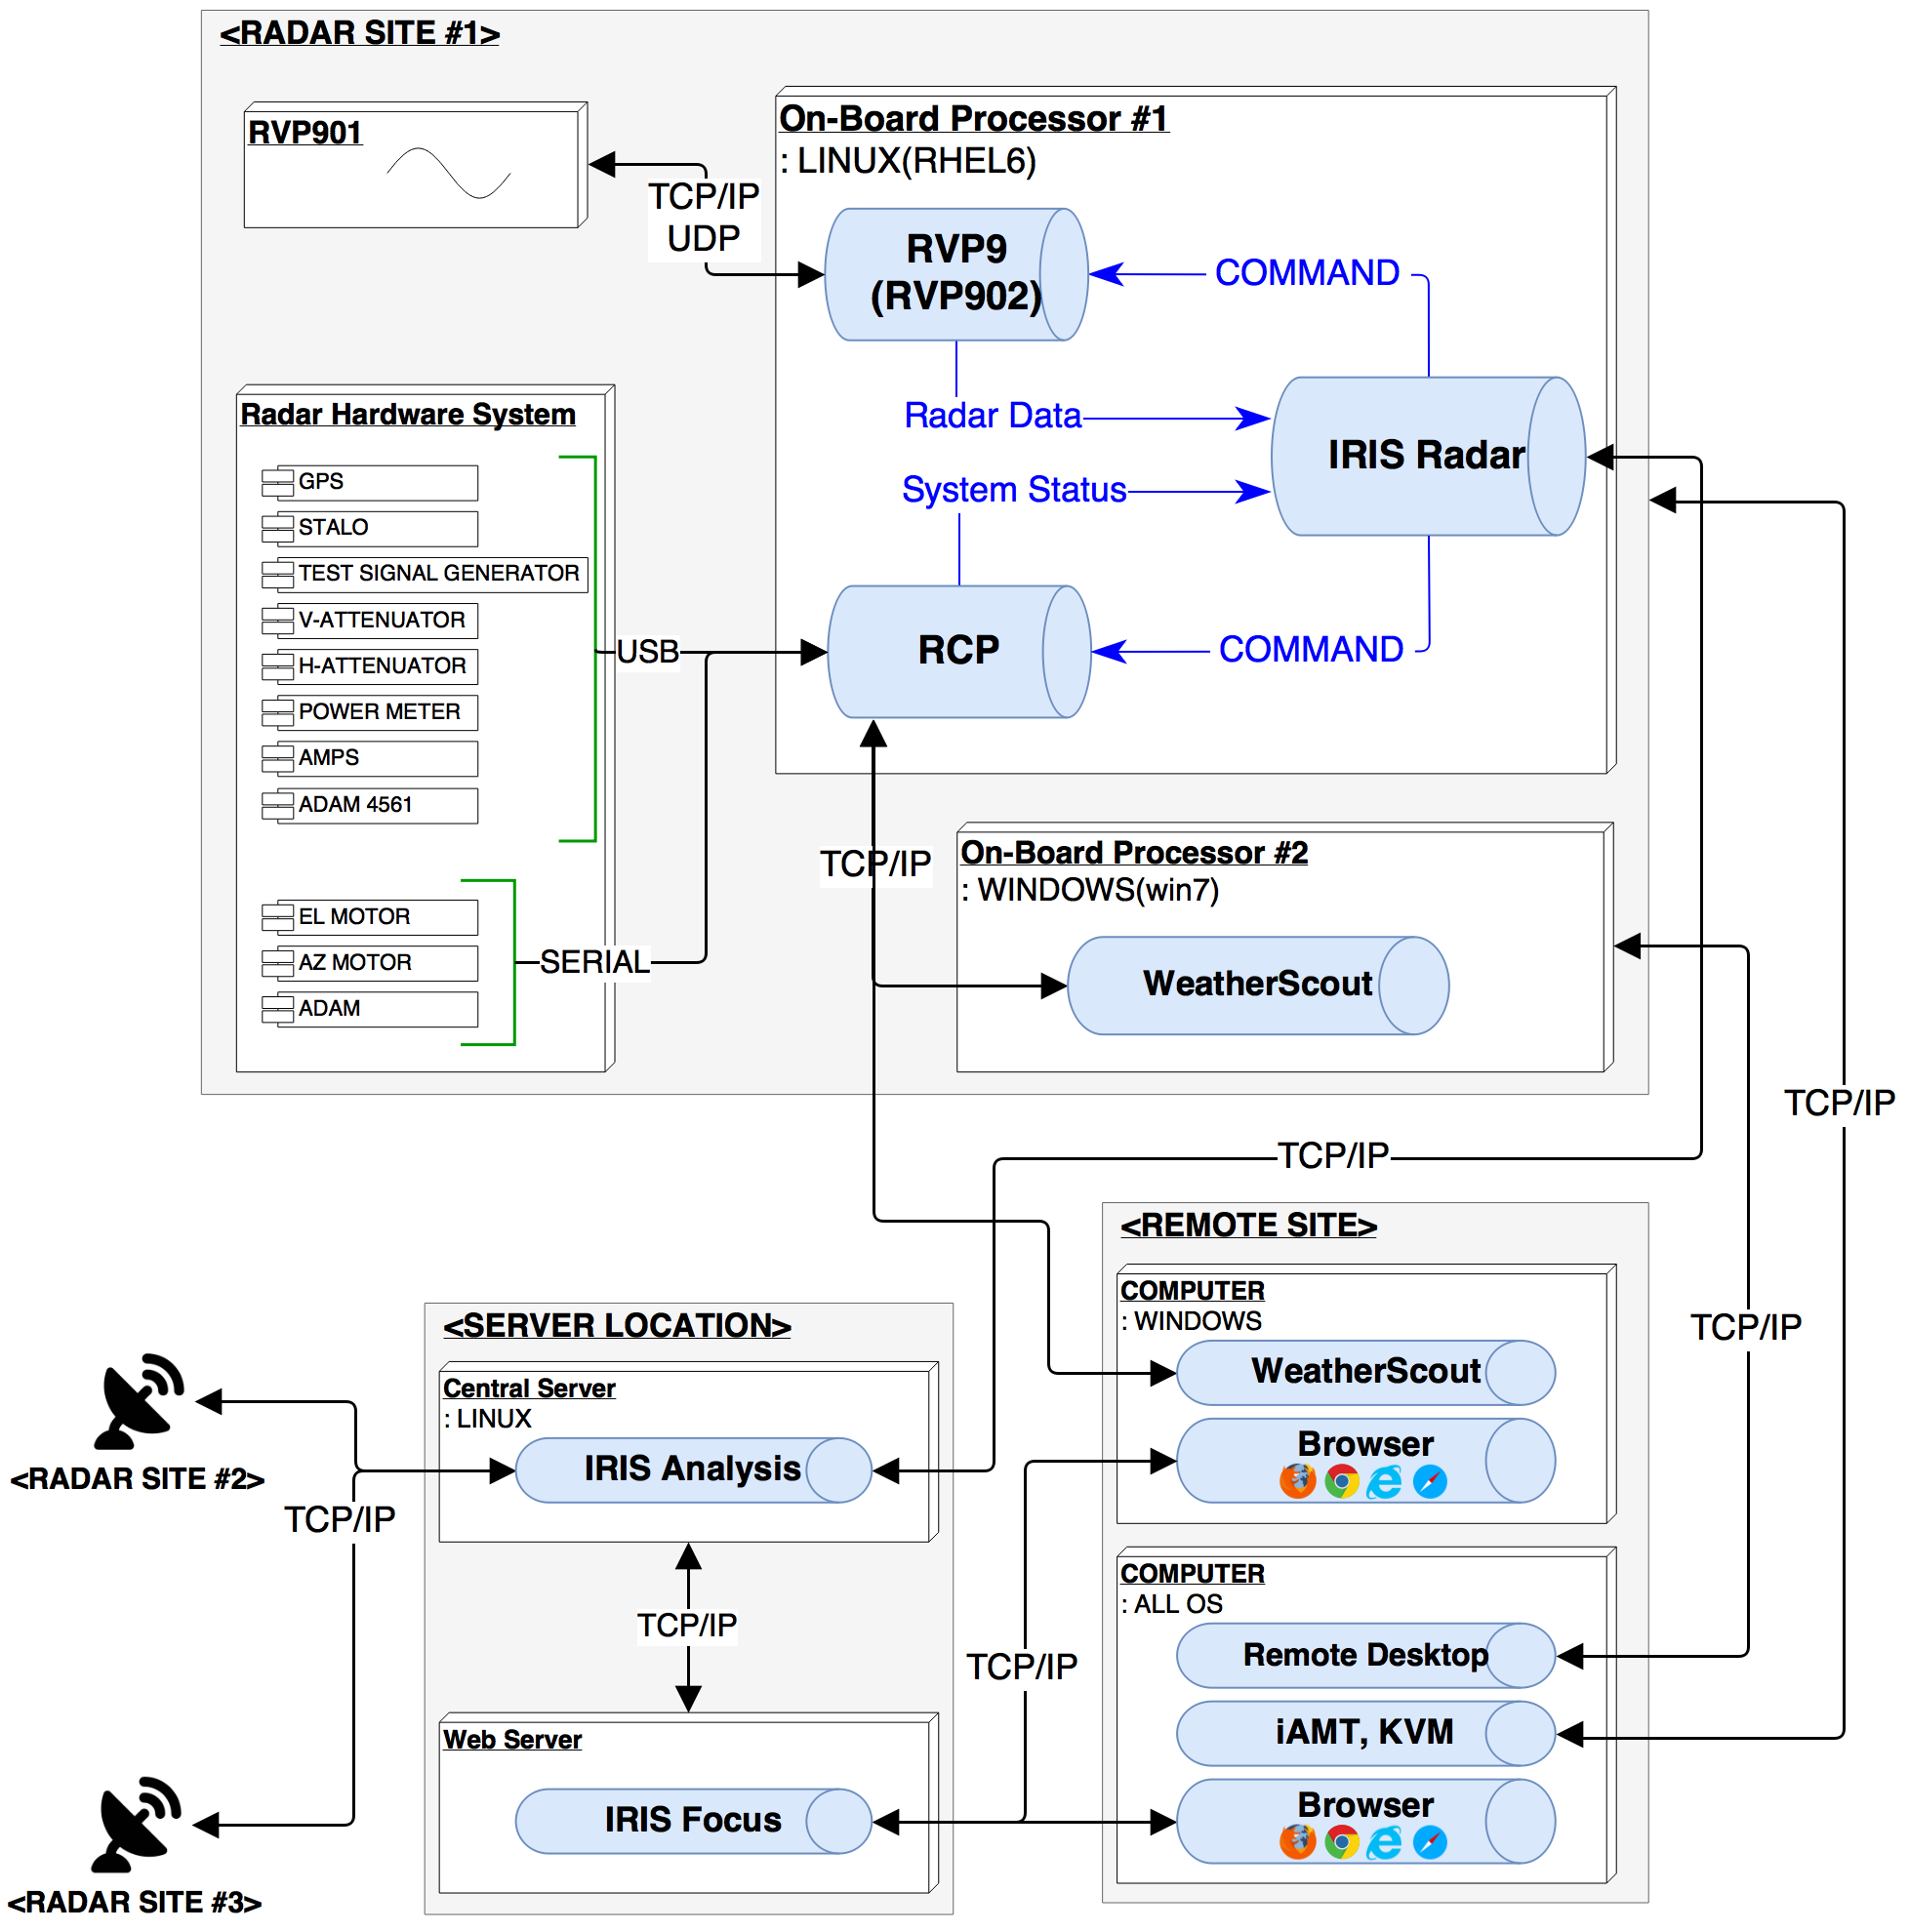 <RADAR SITE #1>
RVP901
TCP/IP
UDP
On-Board Processor #1
: LINUX(RHEL6)
RVP9
(RVP902)
COMMAND
Radar Data
IRIS Radar
System Status
RCP
COMMAND
Radar Hardware System
GPS
STALO
TEST SIGNAL GENERATOR
V-ATTENUATOR
H-ATTENUATOR
POWER METER
AMPS
ADAM 4561
USB
EL MOTOR
AZ MOTOR
ADAM
SERIAL
TCP/IP
On-Board Processor #2
: WINDOWS(win7)
WeatherScout
TCP/IP
TCP/IP
TCP/IP
<REMOTE SITE>
COMPUTER
: WINDOWS
WeatherScout
Browser
COMPUTER
: ALL OS
Remote Desktop
iAMT, KVM
Browser
TCP/IP
<SERVER LOCATION>
Central Server
: LINUX
IRIS Analysis
TCP/IP
Web Server
IRIS Focus
<RADAR SITE #2>
TCP/IP
<RADAR SITE #3>